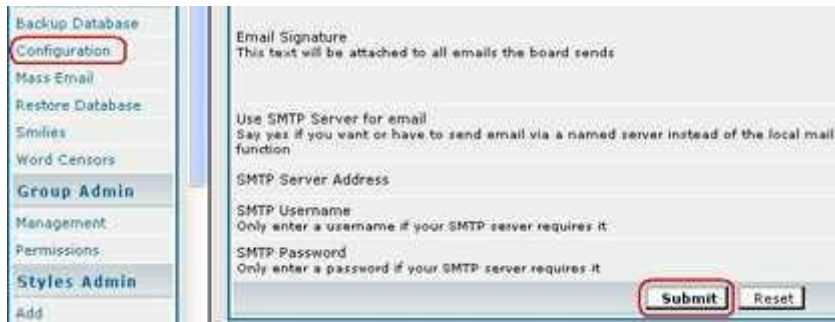 Backup Database
Configuration
Mass Email
Restore Database
Smilies
Word Censors
Group Admin
Management
Permissions
Styles Admin
Add
Email Signature
This text will be attached to all emails the board sends
Use SMTP Server for email
Say yes if you want or have to send email via a named server instead of the local mail
function
SMTP Server Address
SMTP Username
Only enter a username if your SMTP server requires it
SMTP Password
Only enter a password if your SMTP server requires it
Submit Reset